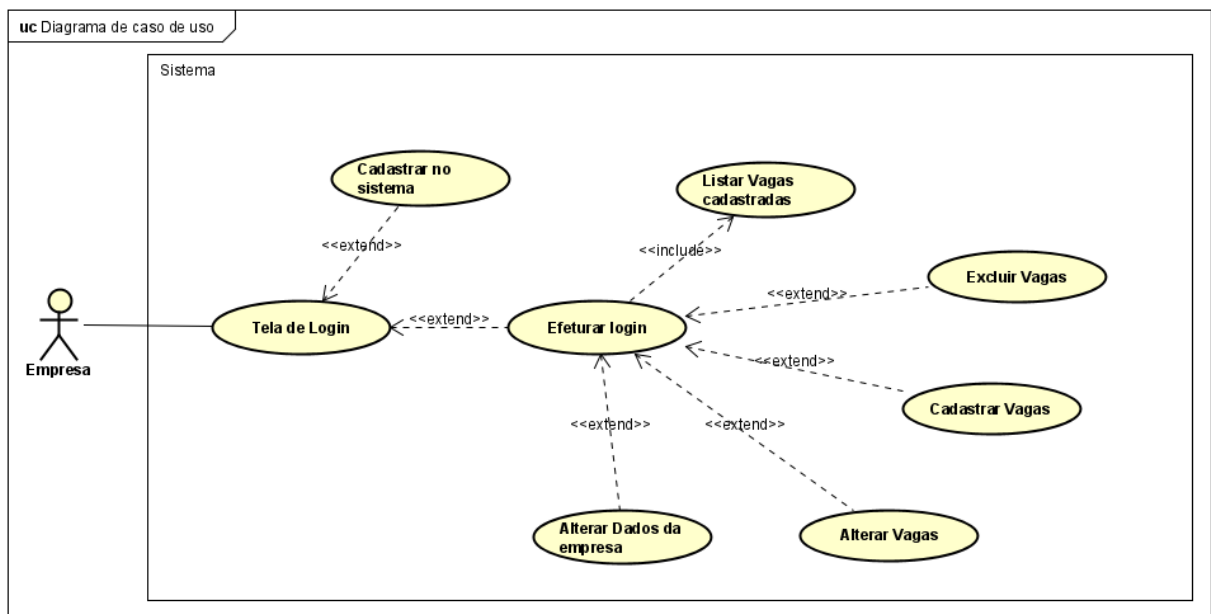 uc Diagrama de caso de uso
Sistema
Cadastrar no
sistema
Listar Vagas
cadastradas
<<extend>>
<<include>>
Excluir Vagas
<<extend>>
Empresa
Tela de Login
<<extend>>
Efeturar login
<<extend>>
Cadastrar Vagas
<<extend>>
<<extend>>
Alterar Dados da
empresa
Alterar Vagas